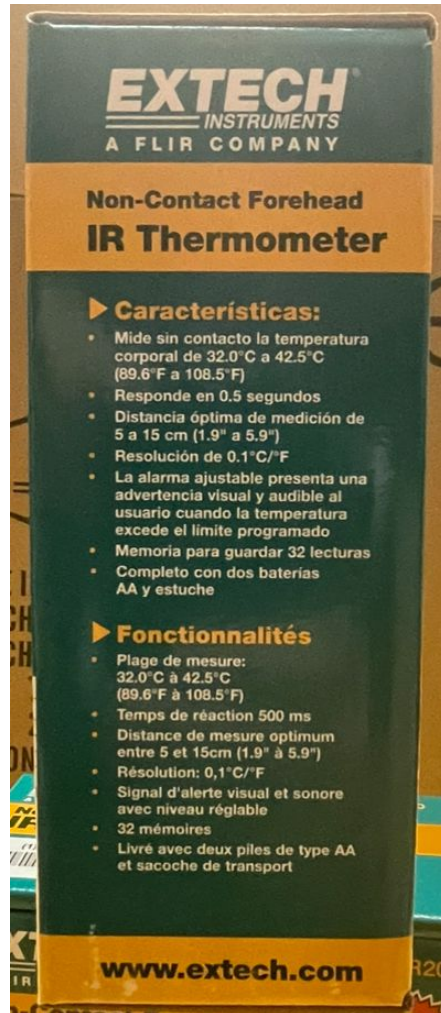 EXTECH
INSTRUMENTS
A FLIR COMPANY
Non-Contact Forehead
IR Thermometer
Características:
• Mide sin contacto la temperatura
corporal de 32.0°C a 42.5°C
(89.6°F a 108.5°F)
• Responde en 0.5 segundos
• Distancia óptima de medición de
5 a 15 cm (1.9" a 5.9")
• Resolución de 0.1°C/°F
• La alarma ajustable presenta una
advertencia visual y audible al
usuario cuando la temperatura
excede el límite programado
• Memoria para guardar 32 lecturas
• Completo con dos baterías
AA y estuche
Fonctionnalités
• Plage de mesure:
32.0°C à 42.5°C
(89.6°F à 108.5°F)
• Temps de réaction 500 ms
• Distance de mesure optimum
entre 5 et 15cm (1.9" à 5.9")
• Résolution: 0,1°C/°F
• Signal d'alerte visual et sonore
avec niveau réglable
• 32 mémoires
• Livré avec deux piles de type AA
et sacoche de transport
www.extech.com